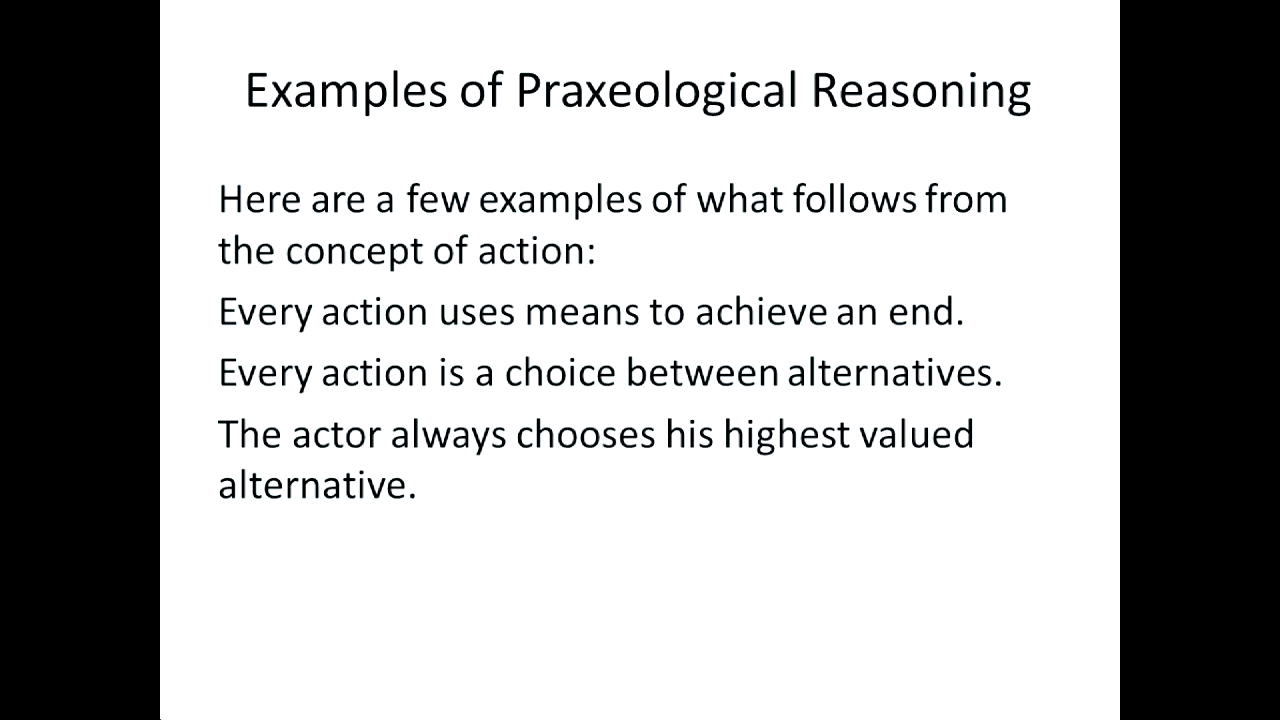 Examples of Praxeological Reasoning
Here are a few examples of what follows from
the concept of action:
Every action uses means to achieve an end.
Every action is a choice between alternatives.
The actor always chooses his highest valued
alternative.